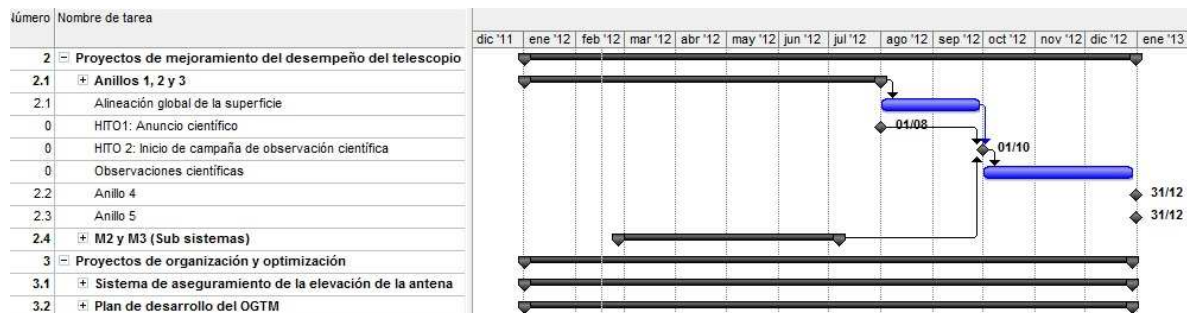 Número Nombre de tarea
dic '11 ene '12 feb '12 mar '12 abr '12 may '12 jun '12 jul '12 ago '12 sep '12 oct '12 nov '12 dic '12 ene '13
2 Proyectos de mejoramiento del desempeño del telescopio
2.1 Anillos 1, 2 y 3
2.1 Alineación global de la superficie
0 HITO1: Anuncio científico 01/08
0 HITO 2: Inicio de campaña de observación científica 01/10
0 Observaciones científicas
2.2 Anillo 4 31/12
2.3 Anillo 5 31/12
2.4 M2 y M3 (Sub sistemas)
3 Proyectos de organización y optimización
3.1 Sistema de aseguramiento de la elevación de la antena
3.2 Plan de desarrollo del OGTM